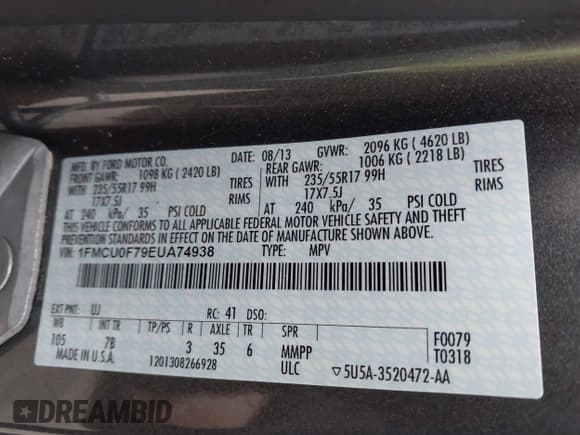 MFD. BY FORD MOTOR CO. DATE: 08/13 GVWR: 2096 KG ( 4620 LB)
FRONT GAWR: 1098 KG ( 2420 LB) REAR GAWR: 1006 KG ( 2218 LB)
WITH 235/55R17 99H TIRES WITH 235/55R17 99H TIRES
17X7.5J RIMS 17X7.5J RIMS
AT 240 kPa/ 35 PSI COLD AT 240 kPa/ 35 PSI COLD
THIS VEHICLE CONFORMS TO ALL APPLICABLE FEDERAL MOTOR VEHICLE SAFETY AND THEFT
PREVENTION STANDARDS IN EFFECT ON THE DATE OF MANUFACTURE SHOWN ABOVE.
VIN: 1FMCU0F79EUA74938 TYPE: MPV
EXT PNT: UJ RC: 41 DSO:
WB INT TR TP/PS R AXLE TR SPR F0079
105 7B 3 35 6 MMPP T0318
MADE IN U.S.A. 1201308266928 ULC ▽5U5A-3520472-AA
DREAMBID